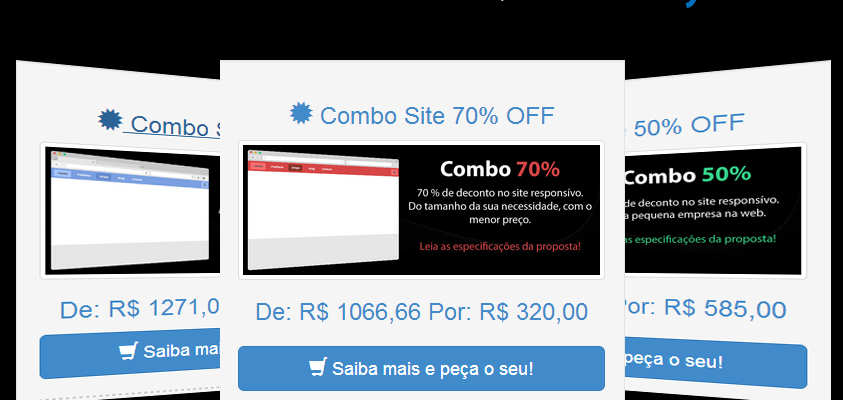 Combo
De: R$ 1271,0
Saiba mai
Combo Site 70% OFF
Combo 70%
70 % de deconto no site responsívo.
Do tamanho da sua necessidade, com o
menor preço.
Leia as especificações da proposta!
De: R$ 1066,66 Por: R$ 320,00
Saiba mais e peça o seu!
50% OFF
Combo 50%
de deconto no site responsívo.
a pequena empresa na web.
as especificações da proposta!
Por: R$ 585,00
peça o seu!